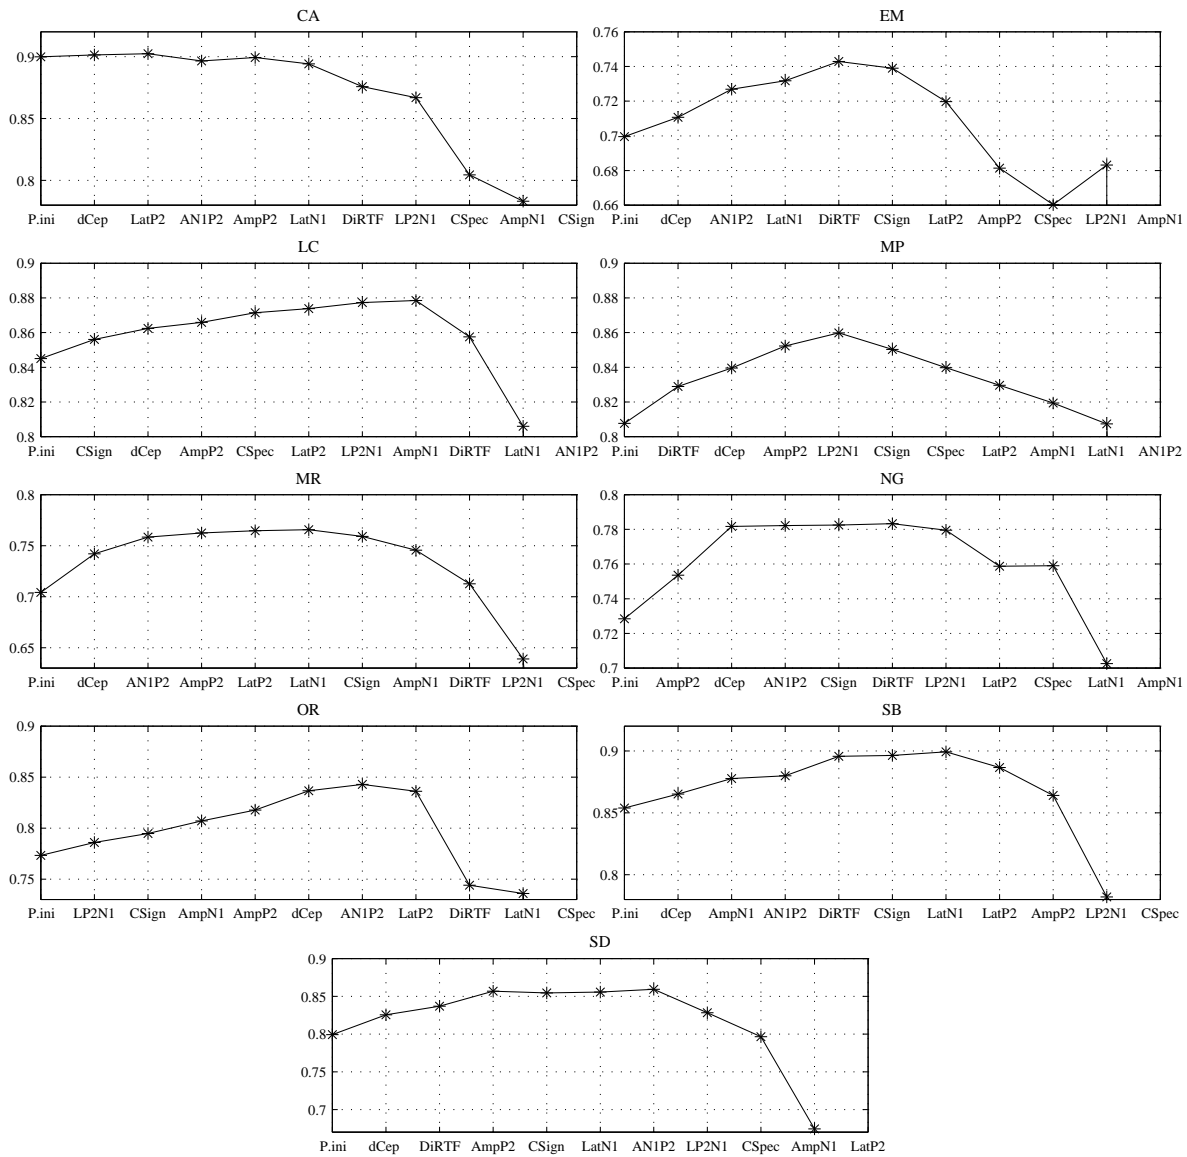 CA
0.9
0.85
0.8
P.ini dCep LatP2 AN1P2 AmpP2 LatN1 DiRTF LP2N1 CSpec AmpN1 CSign
EM
0.76
0.74
0.72
0.7
0.68
0.66
P.ini dCep AN1P2 LatN1 DiRTF CSign LatP2 AmpP2 CSpec LP2N1 AmpN1
LC
0.9
0.88
0.86
0.84
0.82
0.8
P.ini CSign dCep AmpP2 CSpec LatP2 LP2N1 AmpN1 DiRTF LatN1 AN1P2
MP
0.9
0.88
0.86
0.84
0.82
0.8
P.ini DiRTF dCep AmpP2 LP2N1 CSign CSpec LatP2 AmpN1 LatN1 AN1P2
MR
0.8
0.75
0.7
0.65
P.ini dCep AN1P2 AmpP2 LatP2 LatN1 CSign AmpN1 DiRTF LP2N1 CSpec
NG
0.8
0.78
0.76
0.74
0.72
0.7
P.ini AmpP2 dCep AN1P2 CSign DiRTF LP2N1 LatP2 CSpec LatN1 AmpN1
OR
0.9
0.85
0.8
0.75
P.ini LP2N1 CSign AmpN1 AmpP2 dCep AN1P2 LatP2 DiRTF LatN1 CSpec
SB
0.9
0.85
0.8
P.ini dCep AmpN1 AN1P2 DiRTF CSign LatN1 LatP2 AmpP2 LP2N1 CSpec
SD
0.9
0.85
0.8
0.75
0.7
P.ini dCep DiRTF AmpP2 CSign LatN1 AN1P2 LP2N1 CSpec AmpN1 LatP2